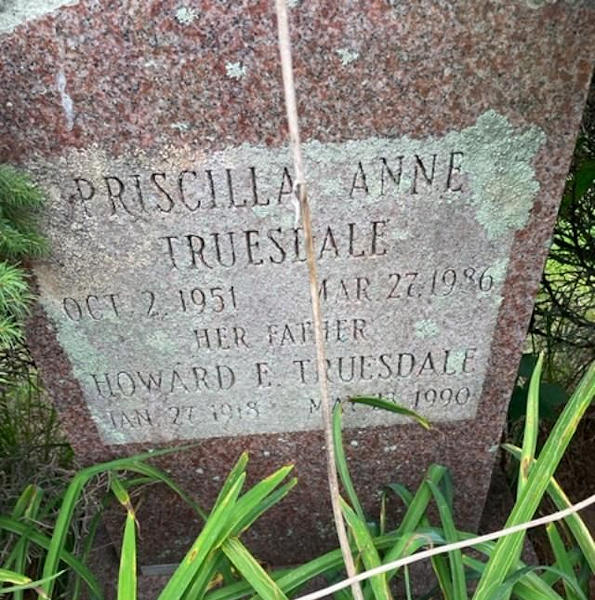 PRISCILLA ANNE
TRUESDALE
OCT. 2, 1951 MAR 27, 1986
HER FATHER
HOWARD E. TRUESDALE
JAN. 27 1918 1990